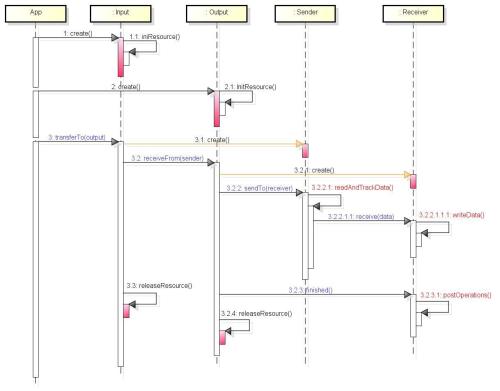 App
: Input
: Output
: Sender
: Receiver
1: create()
1.1: iniResource()
2: create()
2.1: InitResource()
3: transferTo(output)
3.1: create()
3.2: receiveFrom(sender)
3.2.1: create()
3.2.2: sendTo(receiver)
3.2.2.1: readAndTrackData()
3.2.2.1.1: receive(data)
3.2.2.1.1.1: writeData()
3.3: releaseResource()
3.2.3: finished()
3.2.3.1: postOperations()
3.2.4: releaseResource()